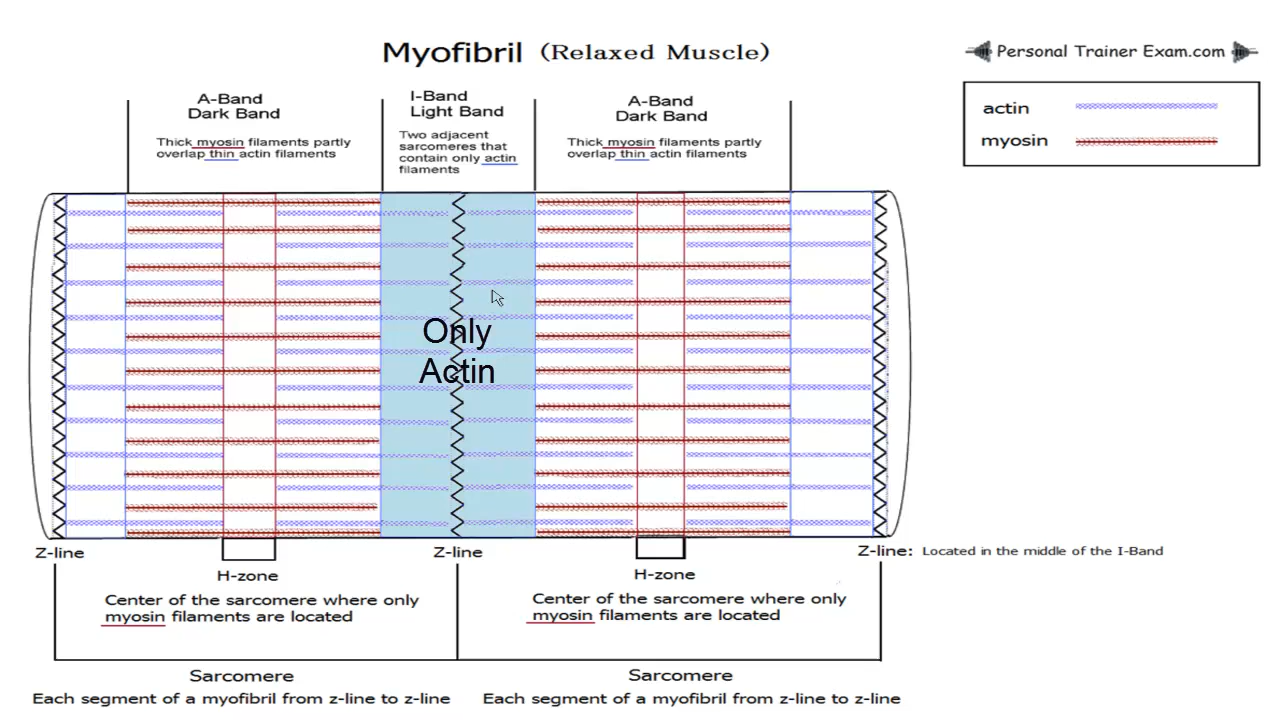 Myofibril (Relaxed Muscle)
Personal Trainer Exam.com
actin
myosin
A-Band
Dark Band
Thick myosin filaments partly
overlap thin actin filaments
I-Band
Light Band
Two adjacent
sarcomeres that
contain only actin
filaments
A-Band
Dark Band
Thick myosin filaments partly
overlap thin actin filaments
Only
Actin
Z-line
Z-line
Z-line: Located in the middle of the I-Band
H-zone
Center of the sarcomere where only
myosin filaments are located
H-zone
Center of the sarcomere where only
myosin filaments are located
Sarcomere
Each segment of a myofibril from z-line to z-line
Sarcomere
Each segment of a myofibril from z-line to z-line